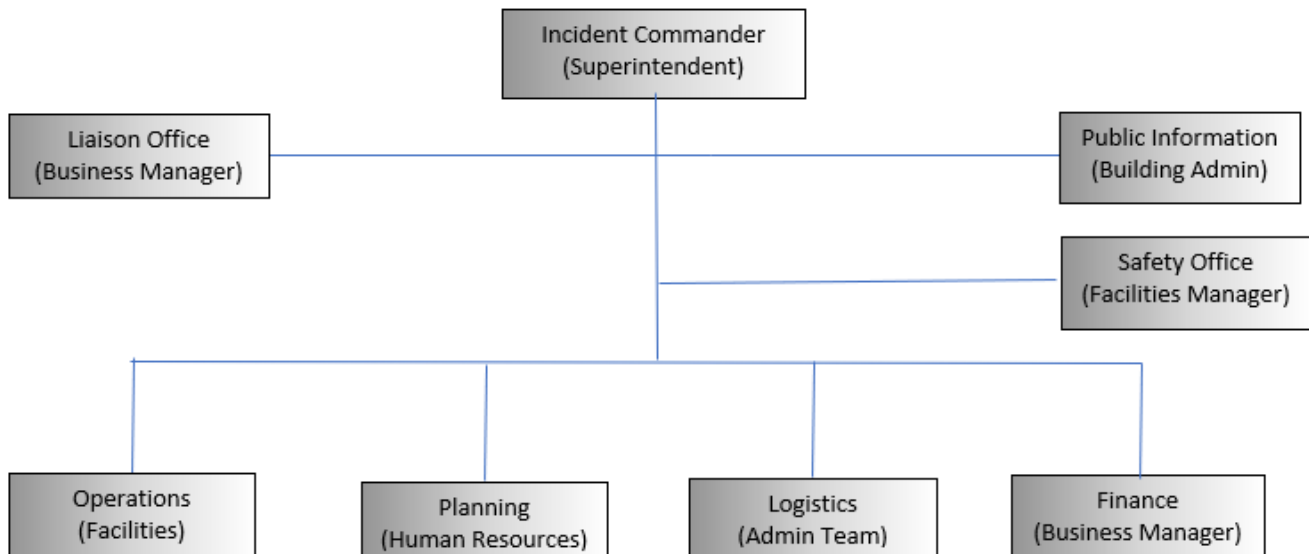 Incident Commander
(Superintendent)
Liaison Office
(Business Manager)
Public Information
(Building Admin)
Safety Office
(Facilities Manager)
Operations
(Facilities)
Planning
(Human Resources)
Logistics
(Admin Team)
Finance
(Business Manager)